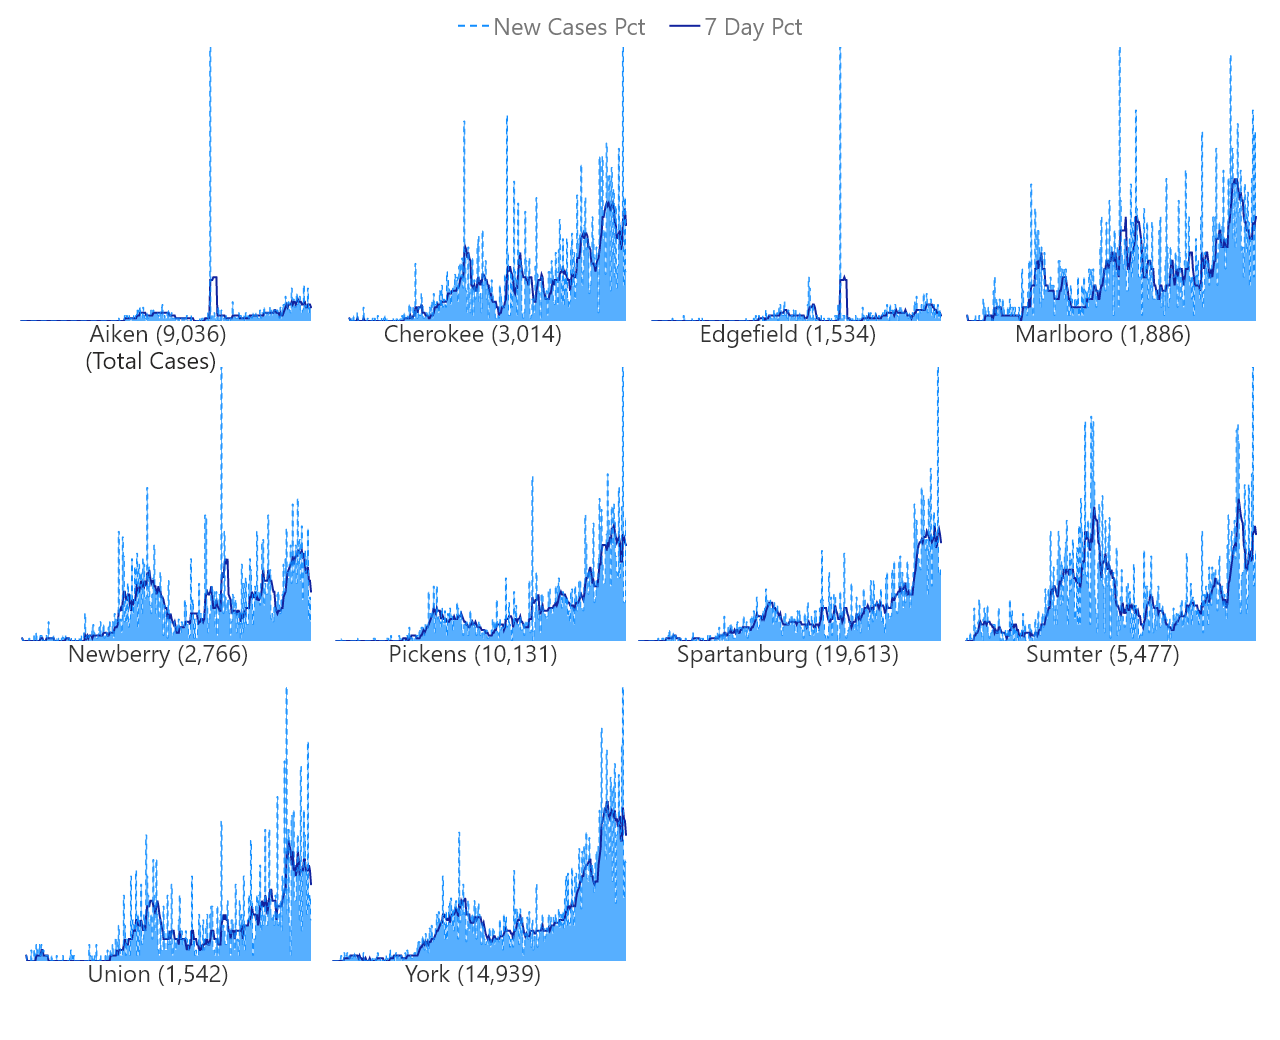 New Cases Pct 7 Day Pct
Aiken (9,036) Cherokee (3,014) Edgefield (1,534) Marlboro (1,886)
(Total Cases)
Newberry (2,766) Pickens (10,131) Spartanburg (19,613) Sumter (5,477)
Union (1,542) York (14,939)